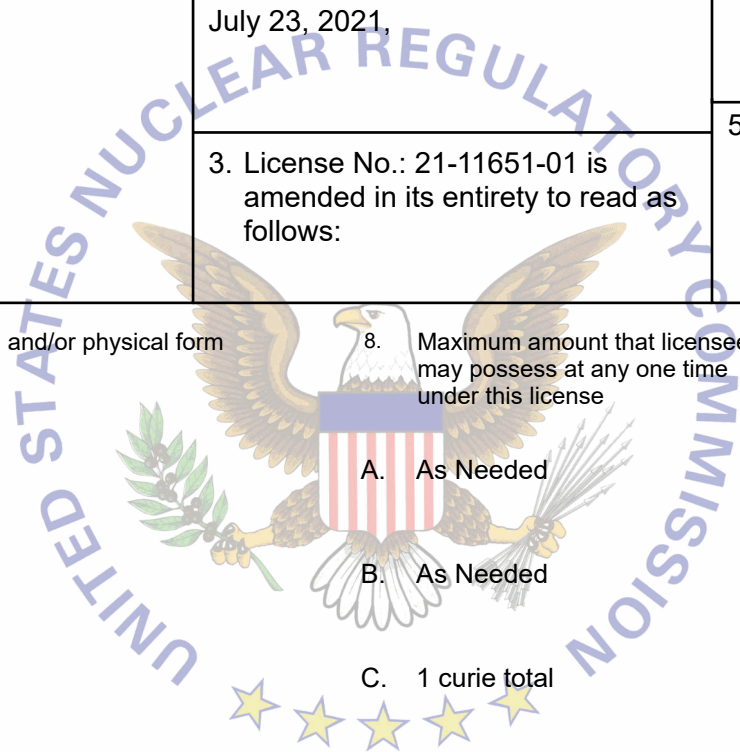 July 23, 2021,
5
3. License No.: 21-11651-01 is
amended in its entirety to read as
follows:
and/or physical form
8. Maximum amount that licensee
may possess at any one time
under this license
A. As Needed
B. As Needed
C. 1 curie total
UNITED STATES NUCLEAR REGULATORY COMMISSION